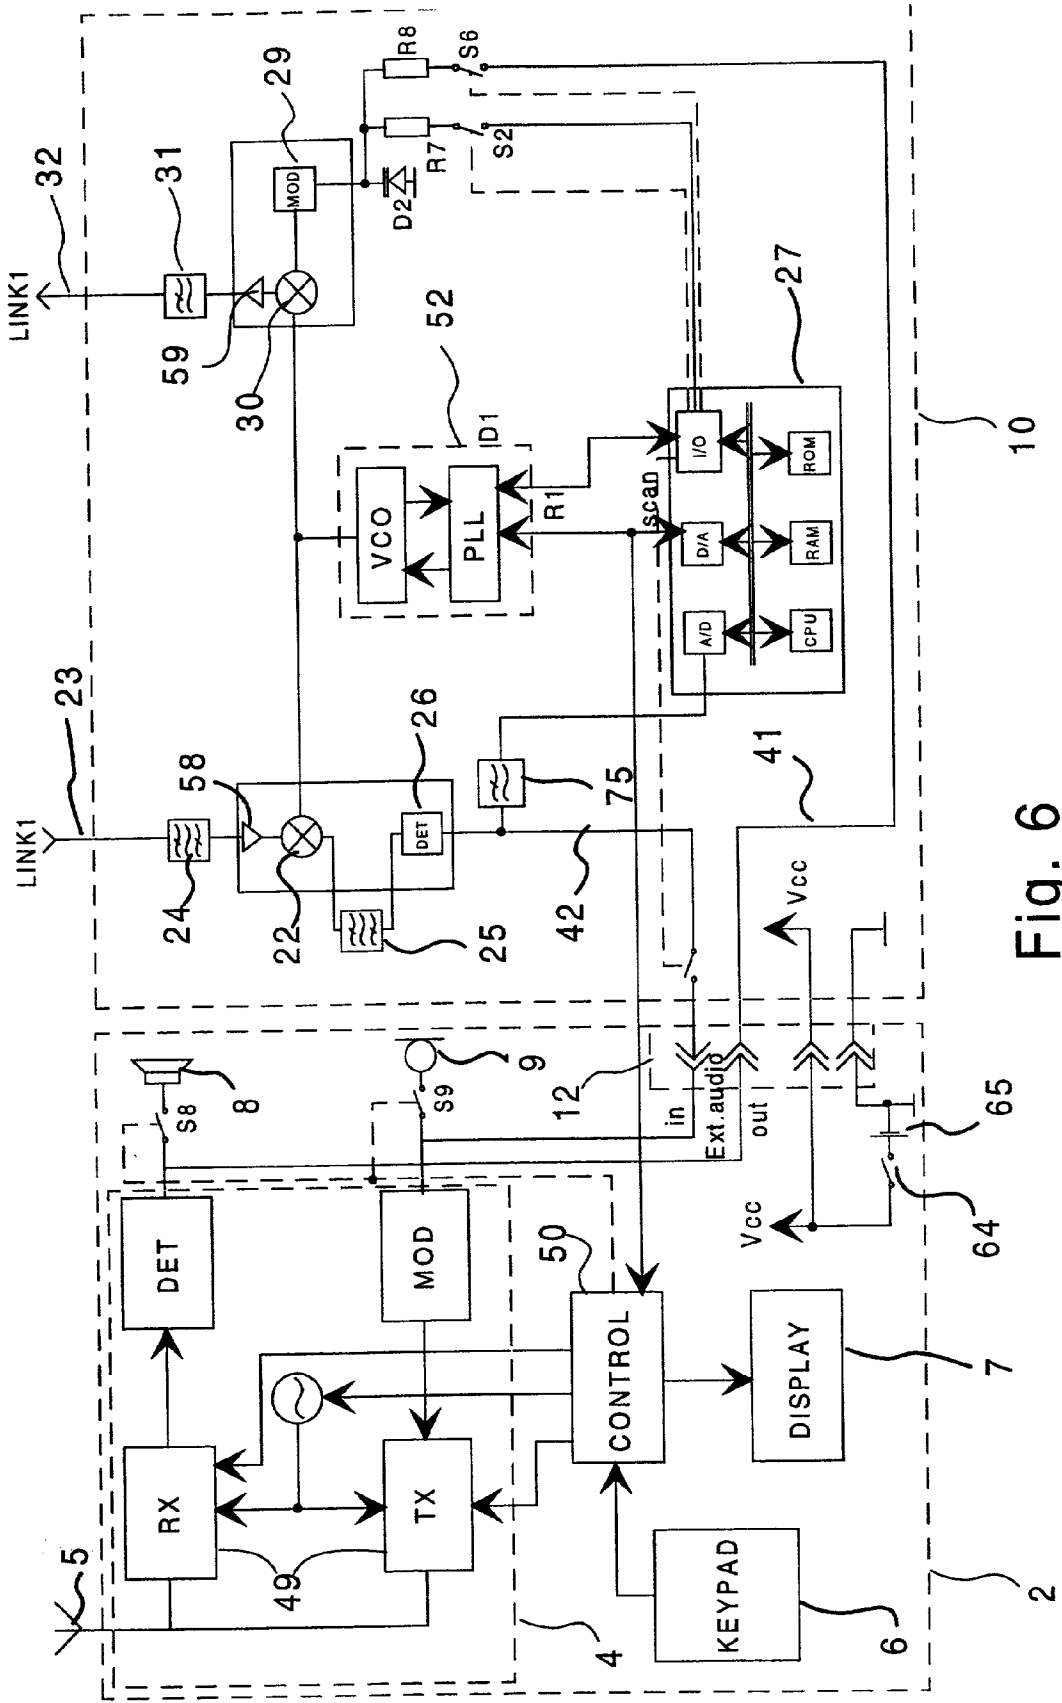 5
RX
49
TX
4
DET
MOD
S8
8
S9
9
50
CONTROL
KEYPAD
6
DISPLAY
7
2
12
in
Ext.audio
out
Vcc
64
65
Vcc
LINK1
23
24
58
22
25
DET
26
42
75
41
VCO
PLL
52
D1
R1
scan
A/D
D/A
I/O
CPU
RAM
ROM
27
10
LINK1
32
31
59
30
MOD
29
D2
R7
R8
S2
S6
Fig. 6